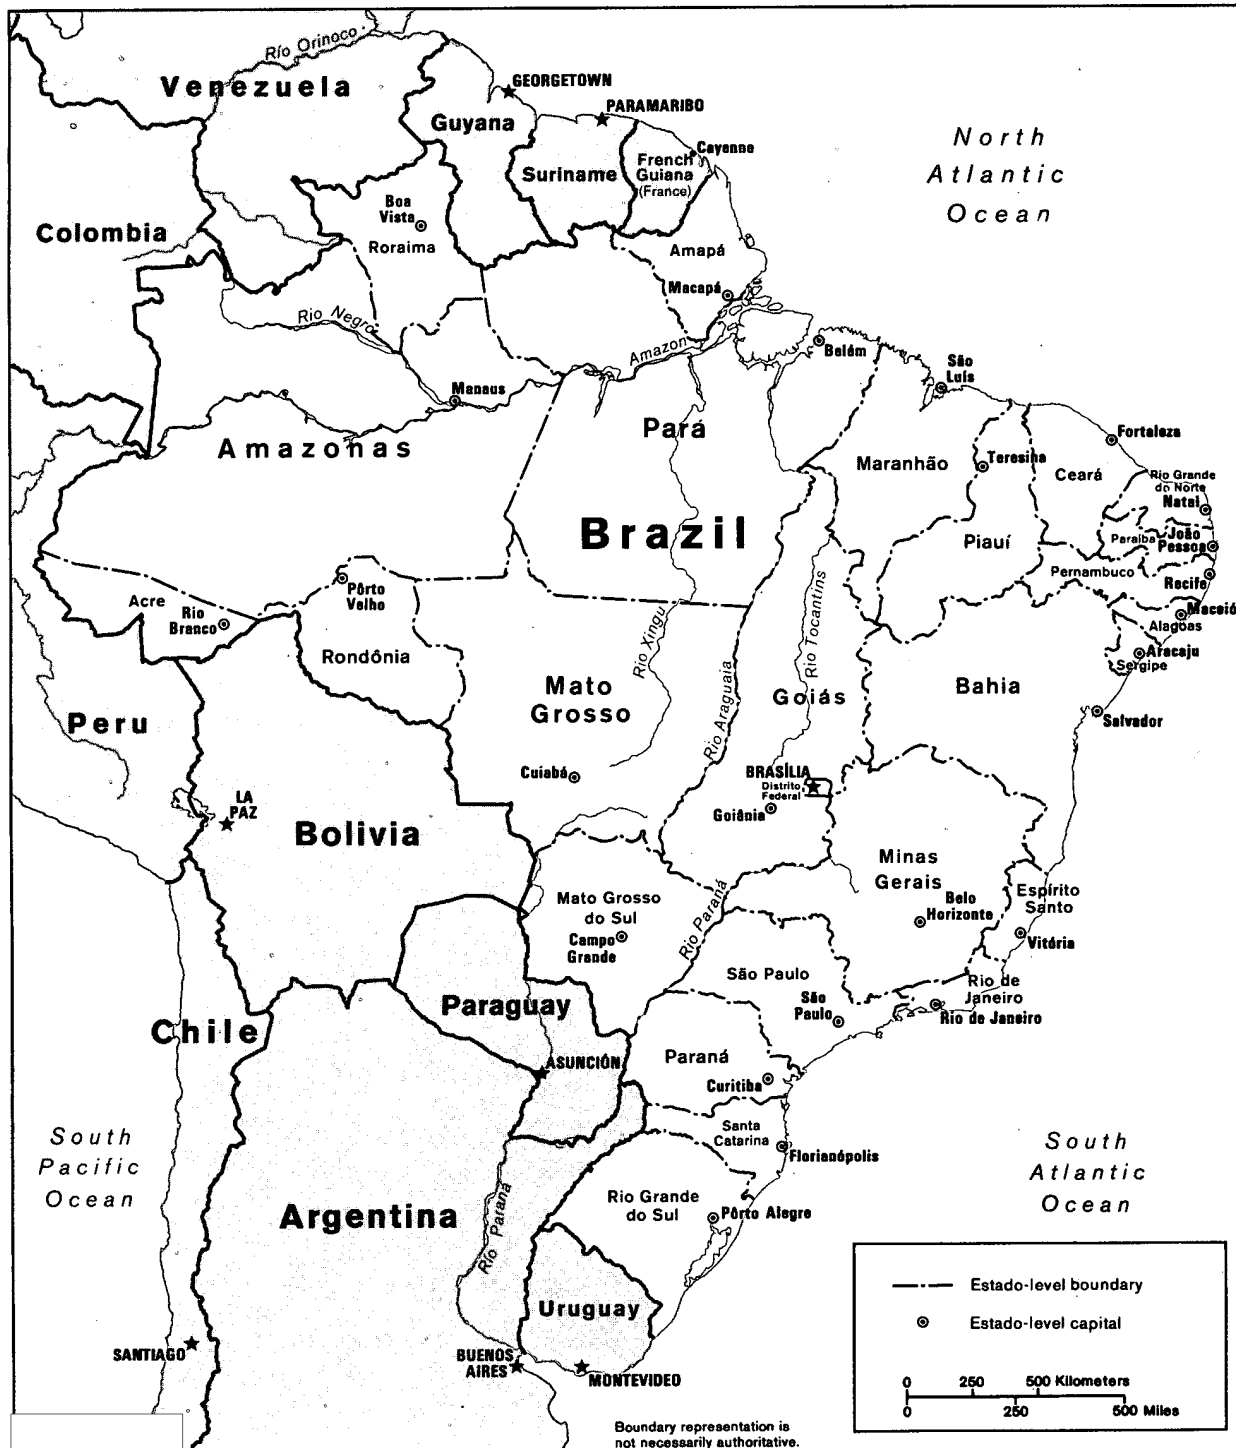 Río Orinoco
Venezuela
GEORGETOWN
PARAMARIBO
Guyana
Suriname
French
Guiana
(France)
Cayenne
North
Atlantic
Ocean
Colombia
Boa
Vista
Roraima
Amapá
Macapá
Rio Negro
Amazon
Belém
São
Luís
Manaus
Amazonas
Pará
Maranhão
Teresina
Ceará
Fortaleza
Rio Grande
do Norte
Natal
Brazil
Piauí
Paraíba
João
Pessoa
Pernambuco
Recife
Maceió
Alagoas
Aracaju
Sergipe
Acre
Rio
Branco
Pôrto
Velho
Rondônia
Rio Xingu
Rio Tocantins
Rio Araguaia
Mato
Grosso
Goiás
Bahia
Salvador
Peru
Cuiabá
BRASÍLIA
Distrito
Federal
Goiânia
LA
PAZ
Bolivia
Minas
Gerais
Belo
Horizonte
Espírito
Santo
Vitória
Mato Grosso
do Sul
Campo
Grande
Rio Paraná
São Paulo
São
Paulo
Rio de
Janeiro
Rio de Janeiro
Chile
Paraguay
ASUNCIÓN
Paraná
Curitiba
Santa
Catarina
Florianópolis
South
Pacific
Ocean
South
Atlantic
Ocean
Argentina
Río Paraná
Rio Grande
do Sul
Pôrto Alegre
Uruguay
SANTIAGO
BUENOS
AIRES
MONTEVIDEO
Estado-level boundary
Estado-level capital
0 250 500 Kilometers
0 250 500 Miles
Boundary representation is
not necessarily authoritative.